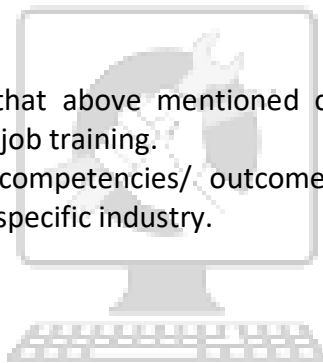 that above mentioned
job training.
competencies/ outcome
specific industry.